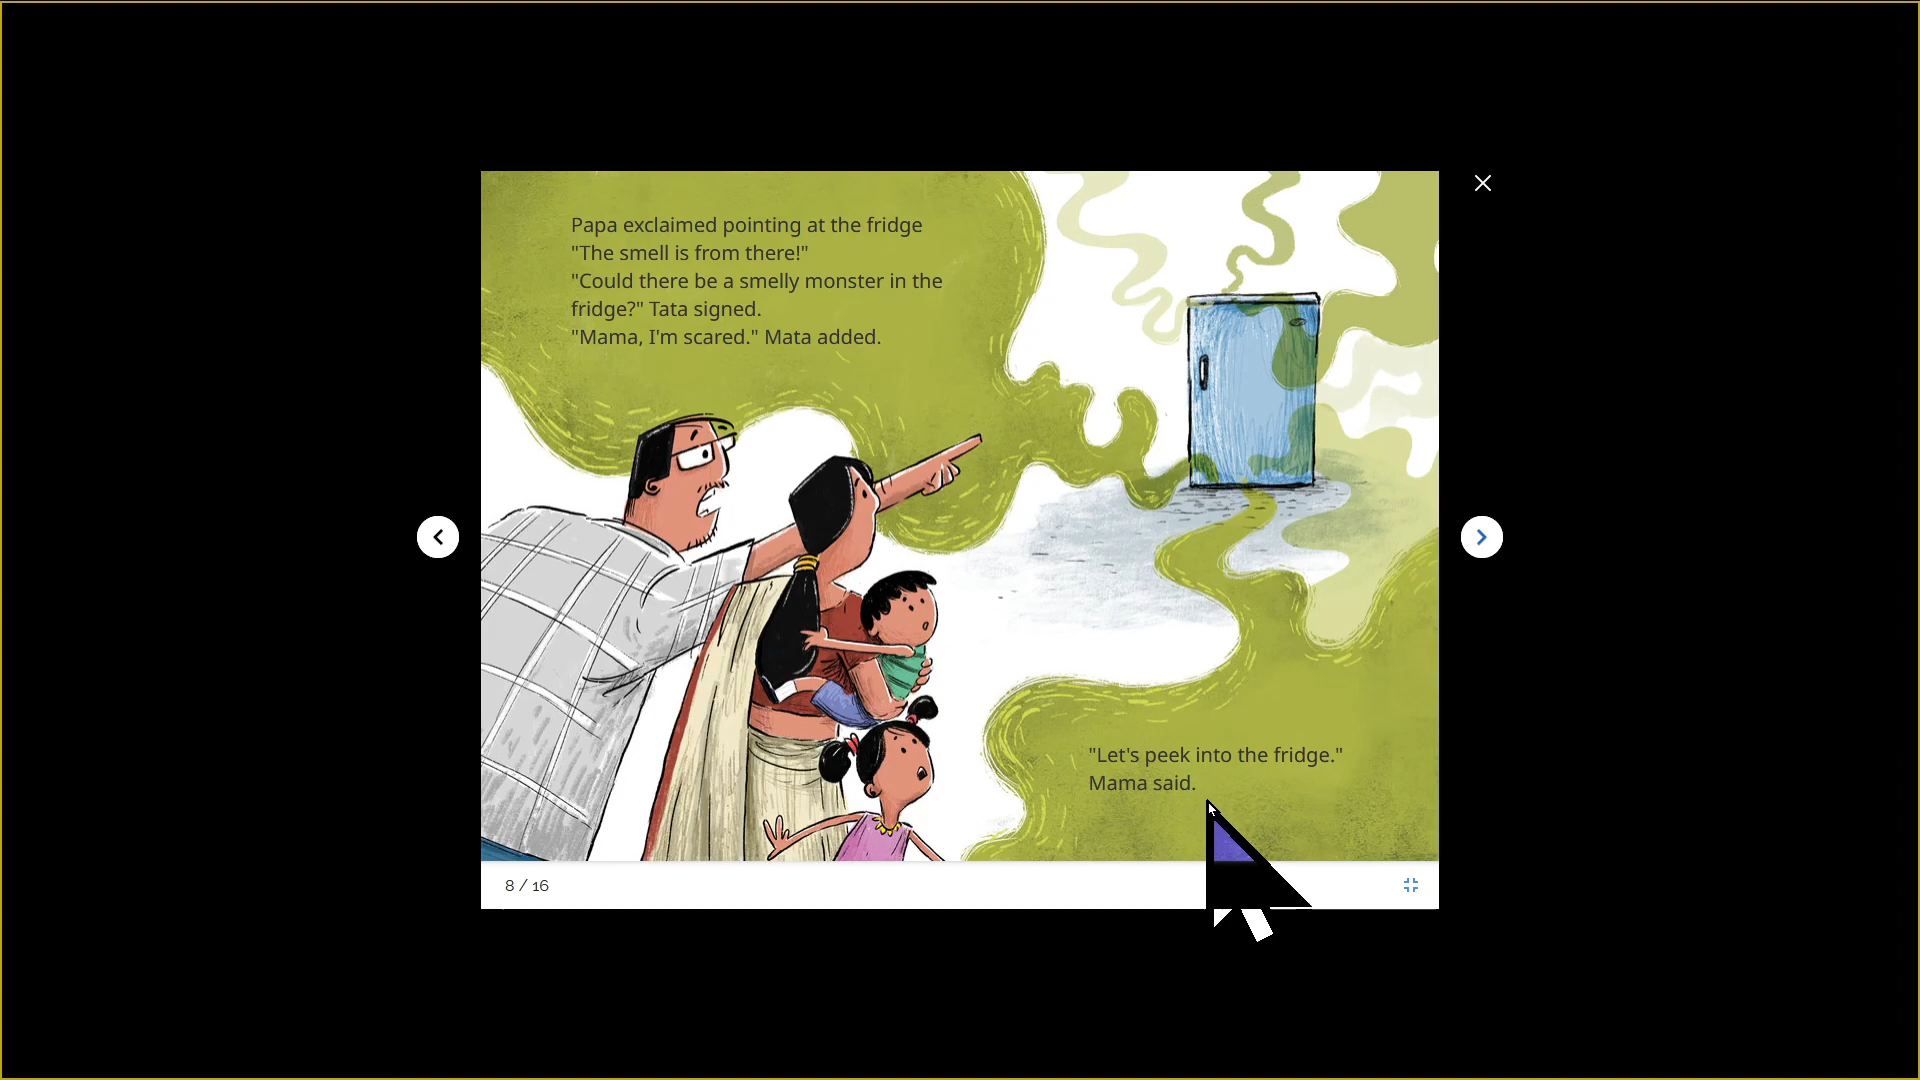 Papa exclaimed pointing at the fridge
"The smell is from there!"
"Could there be a smelly monster in the
fridge?" Tata signed.
"Mama, I'm scared." Mata added.
"Let's peek into the fridge."
Mama said.
8 / 16